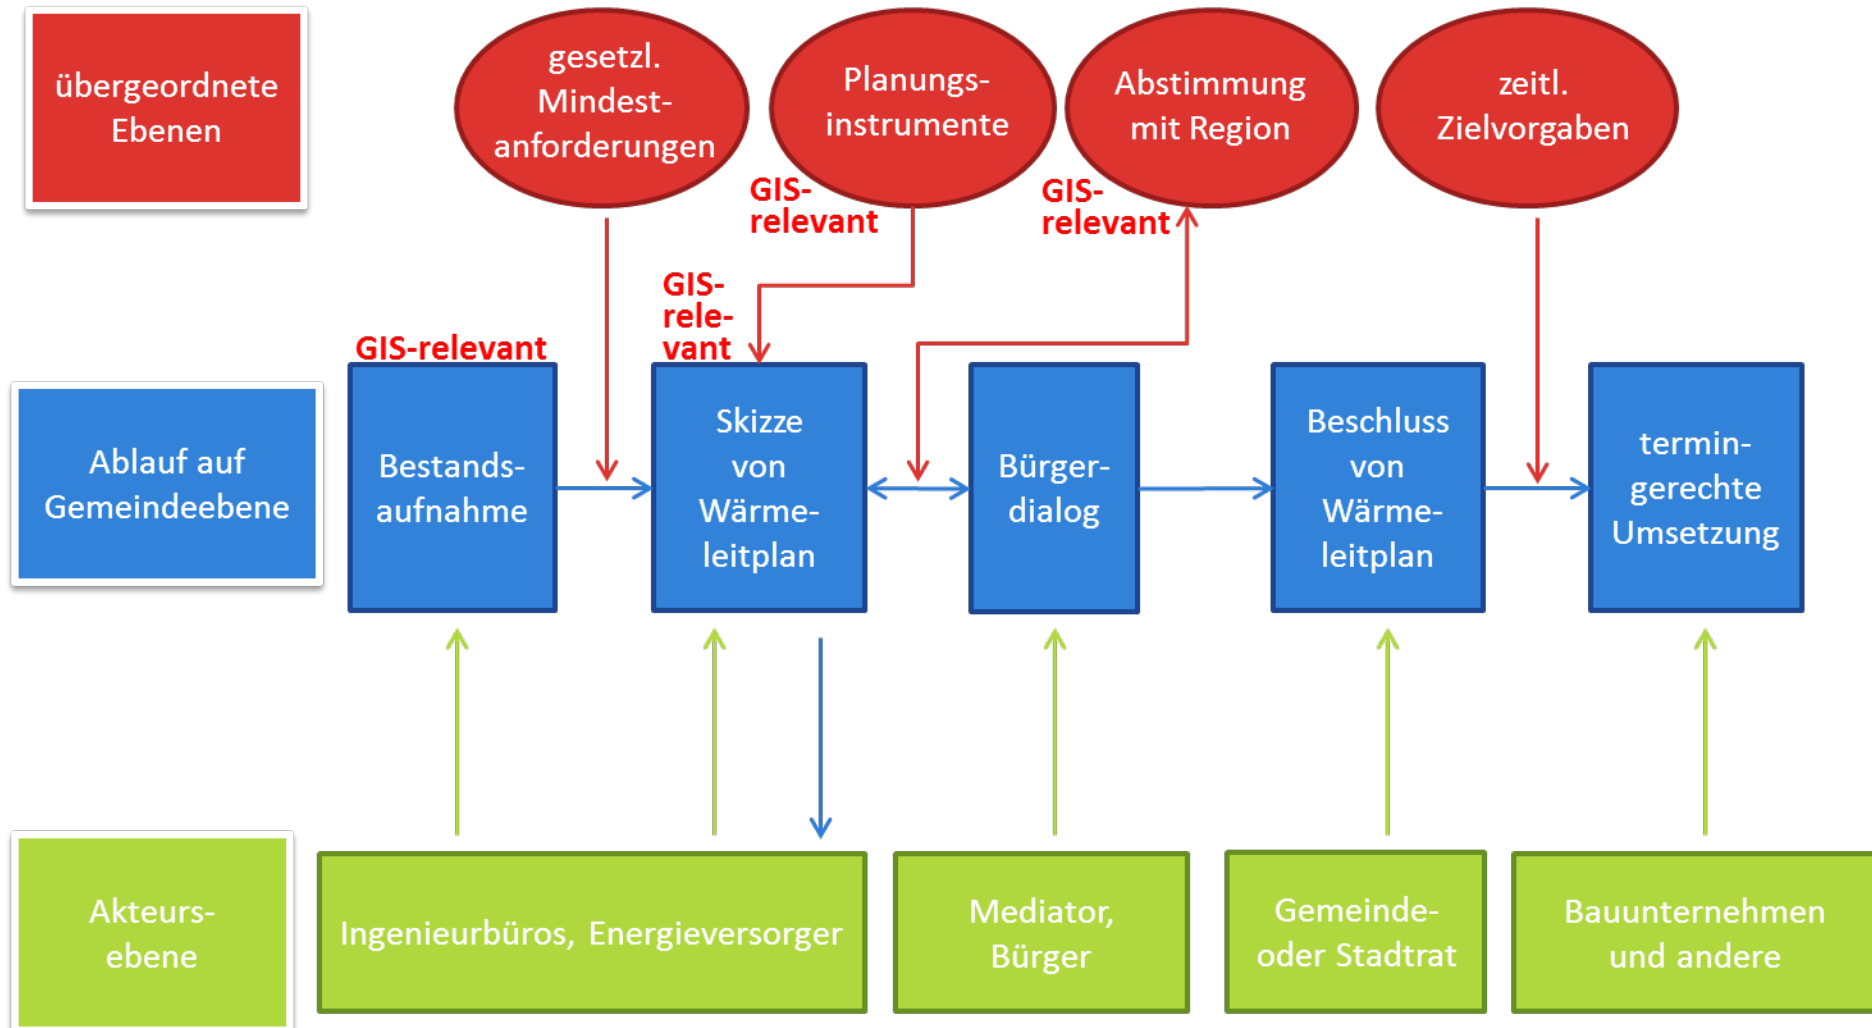 übergeordnete
Ebenen
gesetzl.
Mindest-
anforderungen
Planungs-
instrumente
Abstimmung
mit Region
zeitl.
Zielvorgaben
GIS-
relevant
GIS-
relevant
GIS-
rele-
vant
GIS-relevant
Ablauf auf
Gemeindeebene
Bestands-
aufnahme
Skizze
von
Wärme-
leitplan
Bürger-
dialog
Beschluss
von
Wärme-
leitplan
termin-
gerechte
Umsetzung
Akteurs-
ebene
Ingenieurbüros, Energieversorger
Mediator,
Bürger
Gemeinde-
oder Stadtrat
Bauunternehmen
und andere